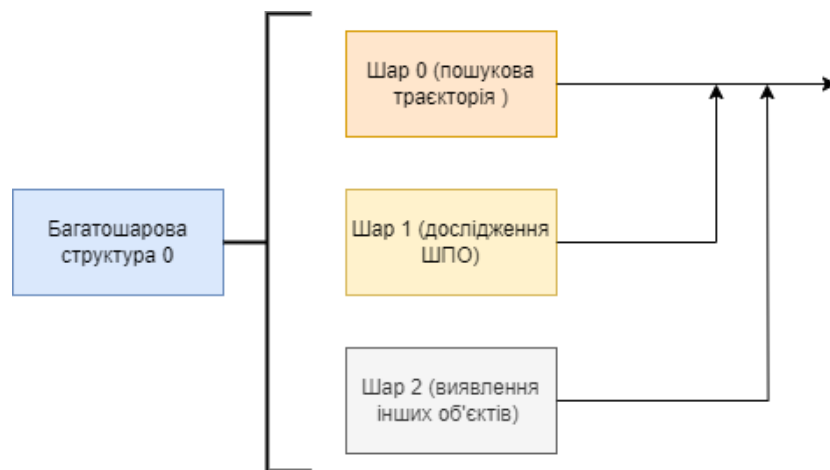 Шар 0 (пошукова
траєкторія )
Багатошарова
структура 0
Шар 1 (дослідження
ШПО)
Шар 2 (виявлення
інших об'єктів)